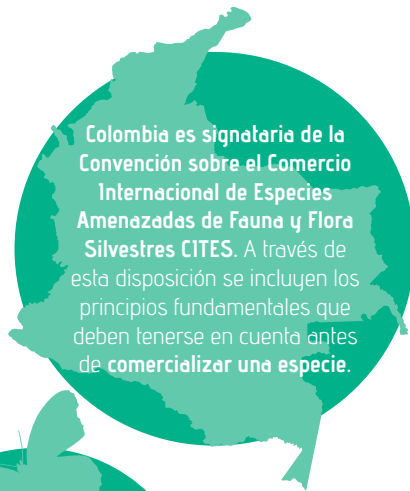 Colombia es signataria de la
Convención sobre el Comercio
Internacional de Especies
Amenazadas de Fauna y Flora
Silvestres CITES. A través de
esta disposición se incluyen los
principios fundamentales que
deben tenerse en cuenta antes
de comercializar una especie.